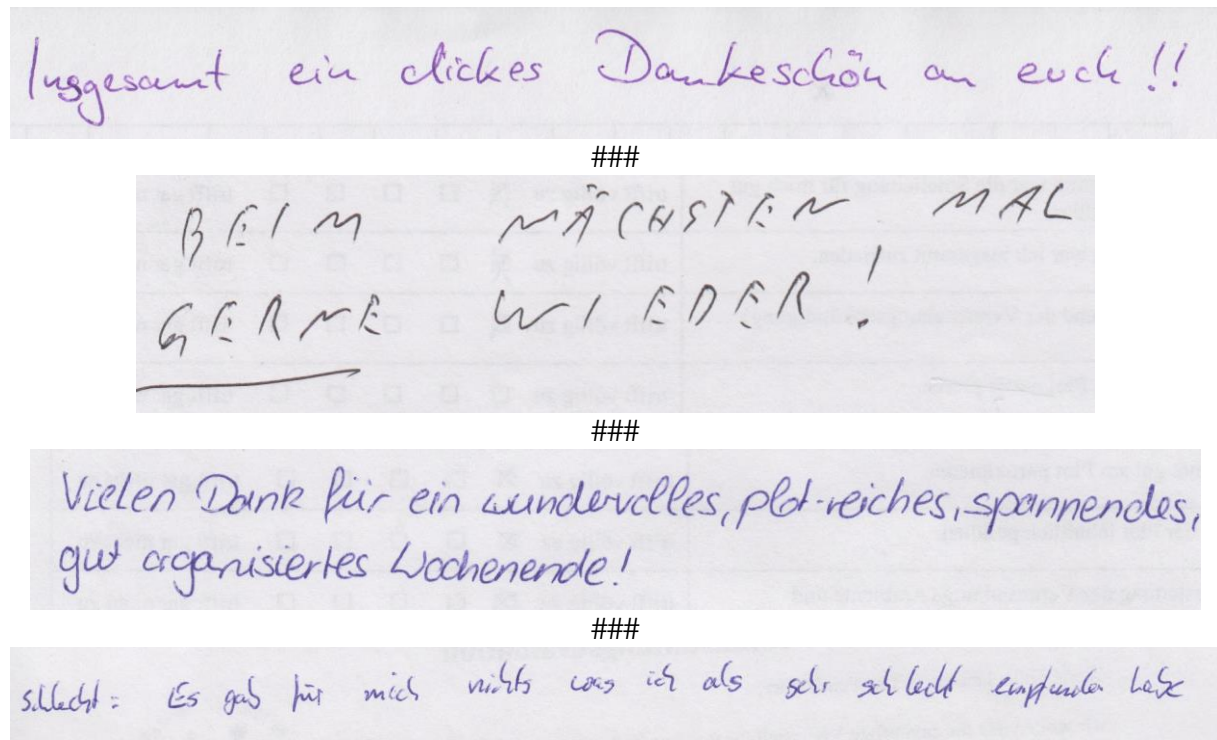 Insgesamt ein dickes Dankeschön an euch!!
###
BEIM NÄCHSTEN MAL
GERNE WIEDER!
###
Vielen Dank für ein wundervolles, plot-reiches, spannendes,
gut organisiertes Wochenende!
###
schlecht: Es gab für mich nichts was ich als sehr schlecht empfunden habe